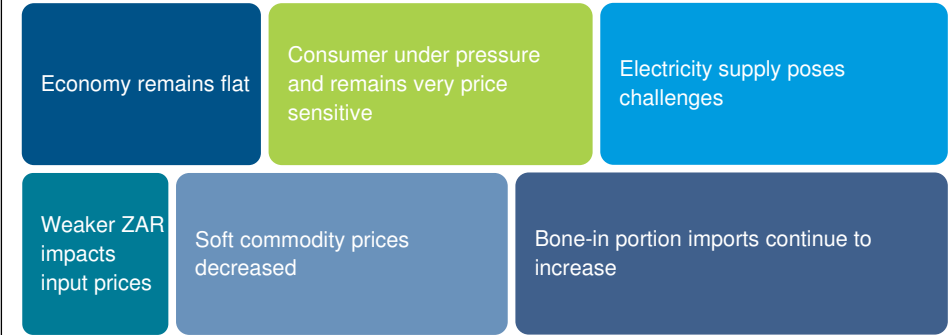 Economy remains flat
Consumer under pressure
and remains very price
sensitive
Electricity supply poses
challenges
Weaker ZAR
impacts
input prices
Soft commodity prices
decreased
Bone-in portion imports continue to
increase